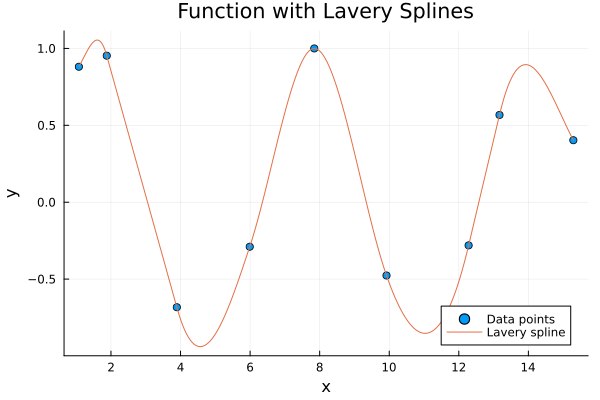 Function with Lavery Splines
1.0
0.5
0.0
−0.5
y
2 4 6 8 10 12 14
x
Data points
Lavery spline